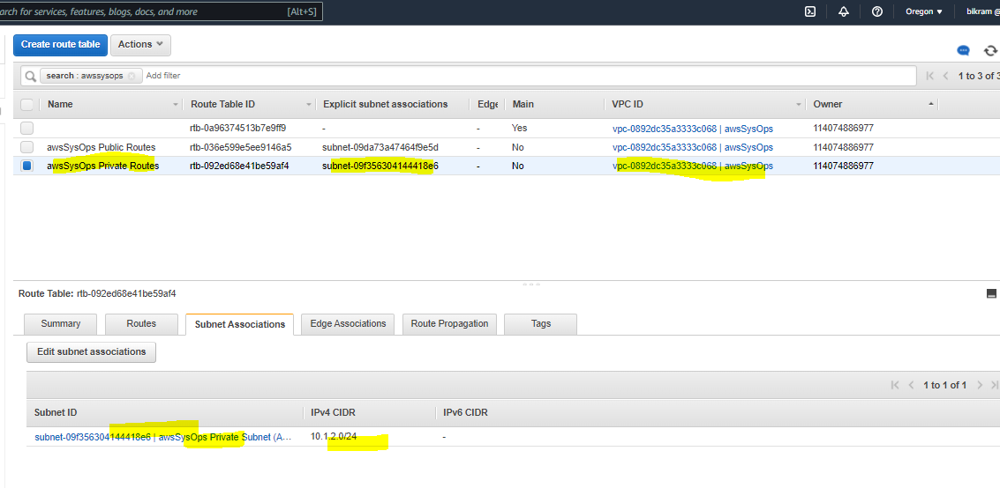 arch for services, features, blogs, docs, and more [Alt+S] Oregon bikram @
Create route table Actions
search : awssysops Add filter 1 to 3 of 3
Name Route Table ID Explicit subnet associations Edge Main VPC ID Owner
rtb-0a96374513b7e9ff9 - - Yes vpc-0892dc35a3333c068 | awsSysOps 114074886977
awsSysOps Public Routes rtb-036e599e5ee9146a5 subnet-09da73a47464f9e5d - No vpc-0892dc35a3333c068 | awsSysOps 114074886977
awsSysOps Private Routes rtb-092ed68e41be59af4 subnet-09f356304144418e6 - No vpc-0892dc35a3333c068 | awsSysOps 114074886977
Route Table: rtb-092ed68e41be59af4
Summary Routes Subnet Associations Edge Associations Route Propagation Tags
Edit subnet associations
1 to 1 of 1
Subnet ID IPv4 CIDR IPv6 CIDR
subnet-09f356304144418e6 | awsSysOps Private Subnet (A... 10.1.2.0/24 -